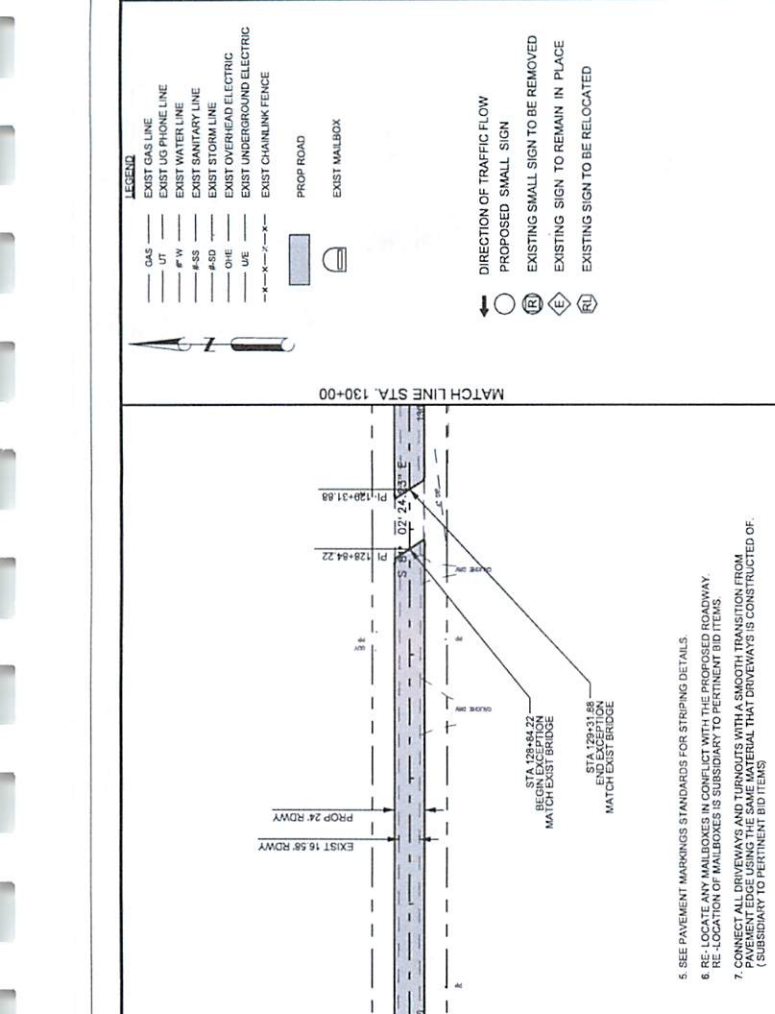 LEGEND
GAS EXIST GAS LINE
UT EXIST UG PHONE LINE
#" W EXIST WATER LINE
#-SS EXIST SANITARY LINE
#-SD EXIST STORM LINE
OHE EXIST OVERHEAD ELECTRIC
U/E EXIST UNDERGROUND ELECTRIC
-x-x-z-x- EXIST CHAINLINK FENCE
PROP ROAD
EXIST MAILBOX
N
DIRECTION OF TRAFFIC FLOW
PROPOSED SMALL SIGN
R EXISTING SMALL SIGN TO BE REMOVED
E EXISTING SIGN TO REMAIN IN PLACE
RL EXISTING SIGN TO BE RELOCATED
MATCH LINE STA. 130+00
130
PI 129+31.88
PI 128+84.22
02' 24.23" E
STA 128+84.22
BEGIN EXCEPTION
MATCH EXIST BRIDGE
STA 129+31.88
END EXCEPTION
MATCH EXIST BRIDGE
PROP 24' RDWY
EXIST 16.58' RDWY
5. SEE PAVEMENT MARKINGS STANDARDS FOR STRIPING DETAILS.
6. RE- LOCATE ANY MAILBOXES IN CONFLICT WITH THE PROPOSED ROADWAY.
RE -LOCATION OF MAILBOXES IS SUBSIDIARY TO PERTINENT BID ITEMS.
7. CONNECT ALL DRIVEWAYS AND TURNOUTS WITH A SMOOTH TRANSITION FROM
PAVEMENT EDGE USING THE SAME MATERIAL THAT DRIVEWAYS IS CONSTRUCTED OF.
( SUBSIDIARY TO PERTINENT BID ITEMS)